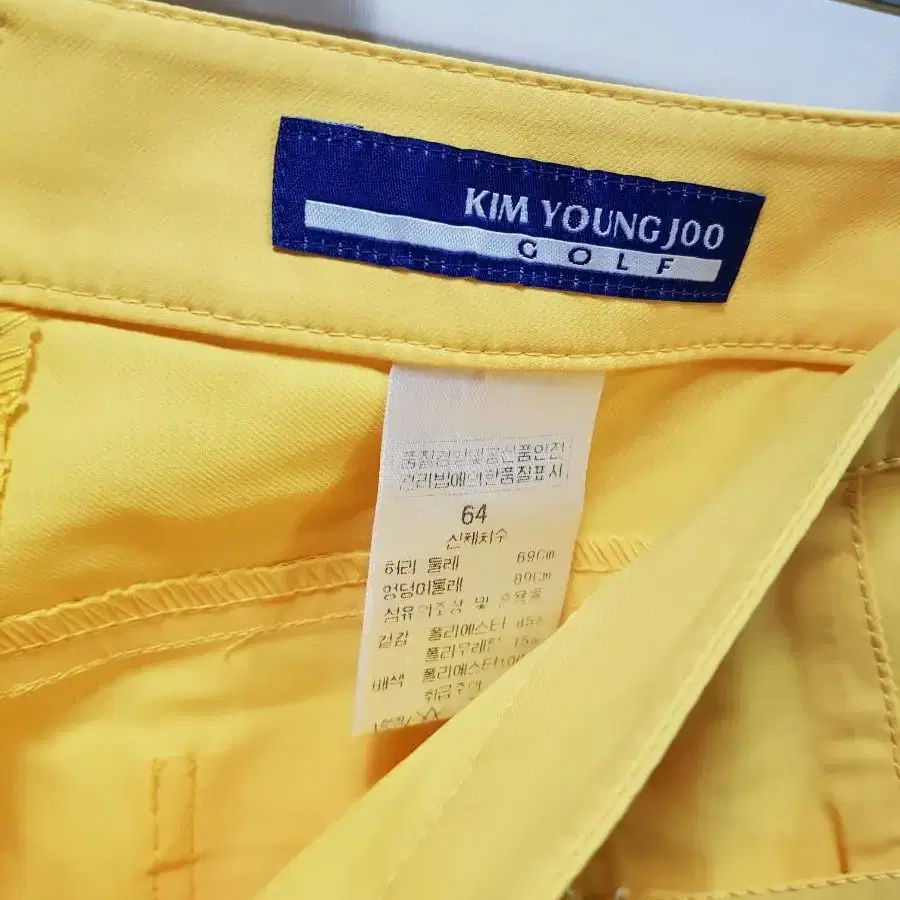 KIM YOUNG JOO
GOLF
품질경영및공산품안전
관리법에의한품질표시
64
신체치수
허리 둘레 69Cm
엉덩이둘레 89Cm
섬유의조성 및 혼용율
겉감 폴리에스터 85%
폴리우레탄 15%
배색 폴리에스터100%
취급주의